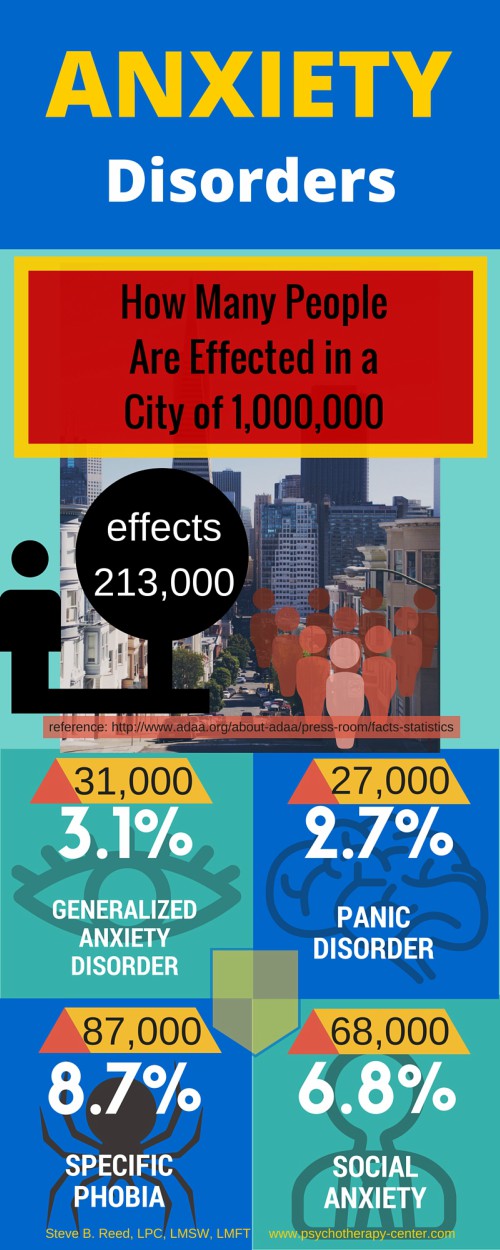 ANXIETY
Disorders
How Many People
Are Effected in a
City of 1,000,000
effects
213,000
reference: http://www.adaa.org/about-adaa/press-room/facts-statistics
31,000
3.1%
GENERALIZED
ANXIETY
DISORDER
27,000
2.7%
PANIC
DISORDER
87,000
8.7%
SPECIFIC
PHOBIA
68,000
6.8%
SOCIAL
ANXIETY
Steve B. Reed, LPC, LMSW, LMFT www.psychotherapy-center.com